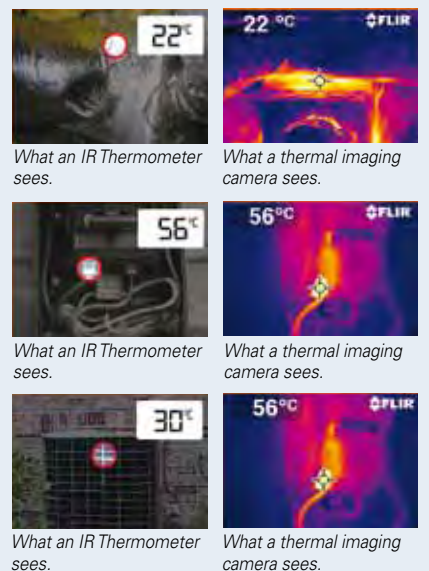 22°C
22 °C
FLIR
What an IR Thermometer
sees.
What a thermal imaging
camera sees.
56°C
56°C
FLIR
What an IR Thermometer
sees.
What a thermal imaging
camera sees.
30°C
56°C
FLIR
What an IR Thermometer
sees.
What a thermal imaging
camera sees.